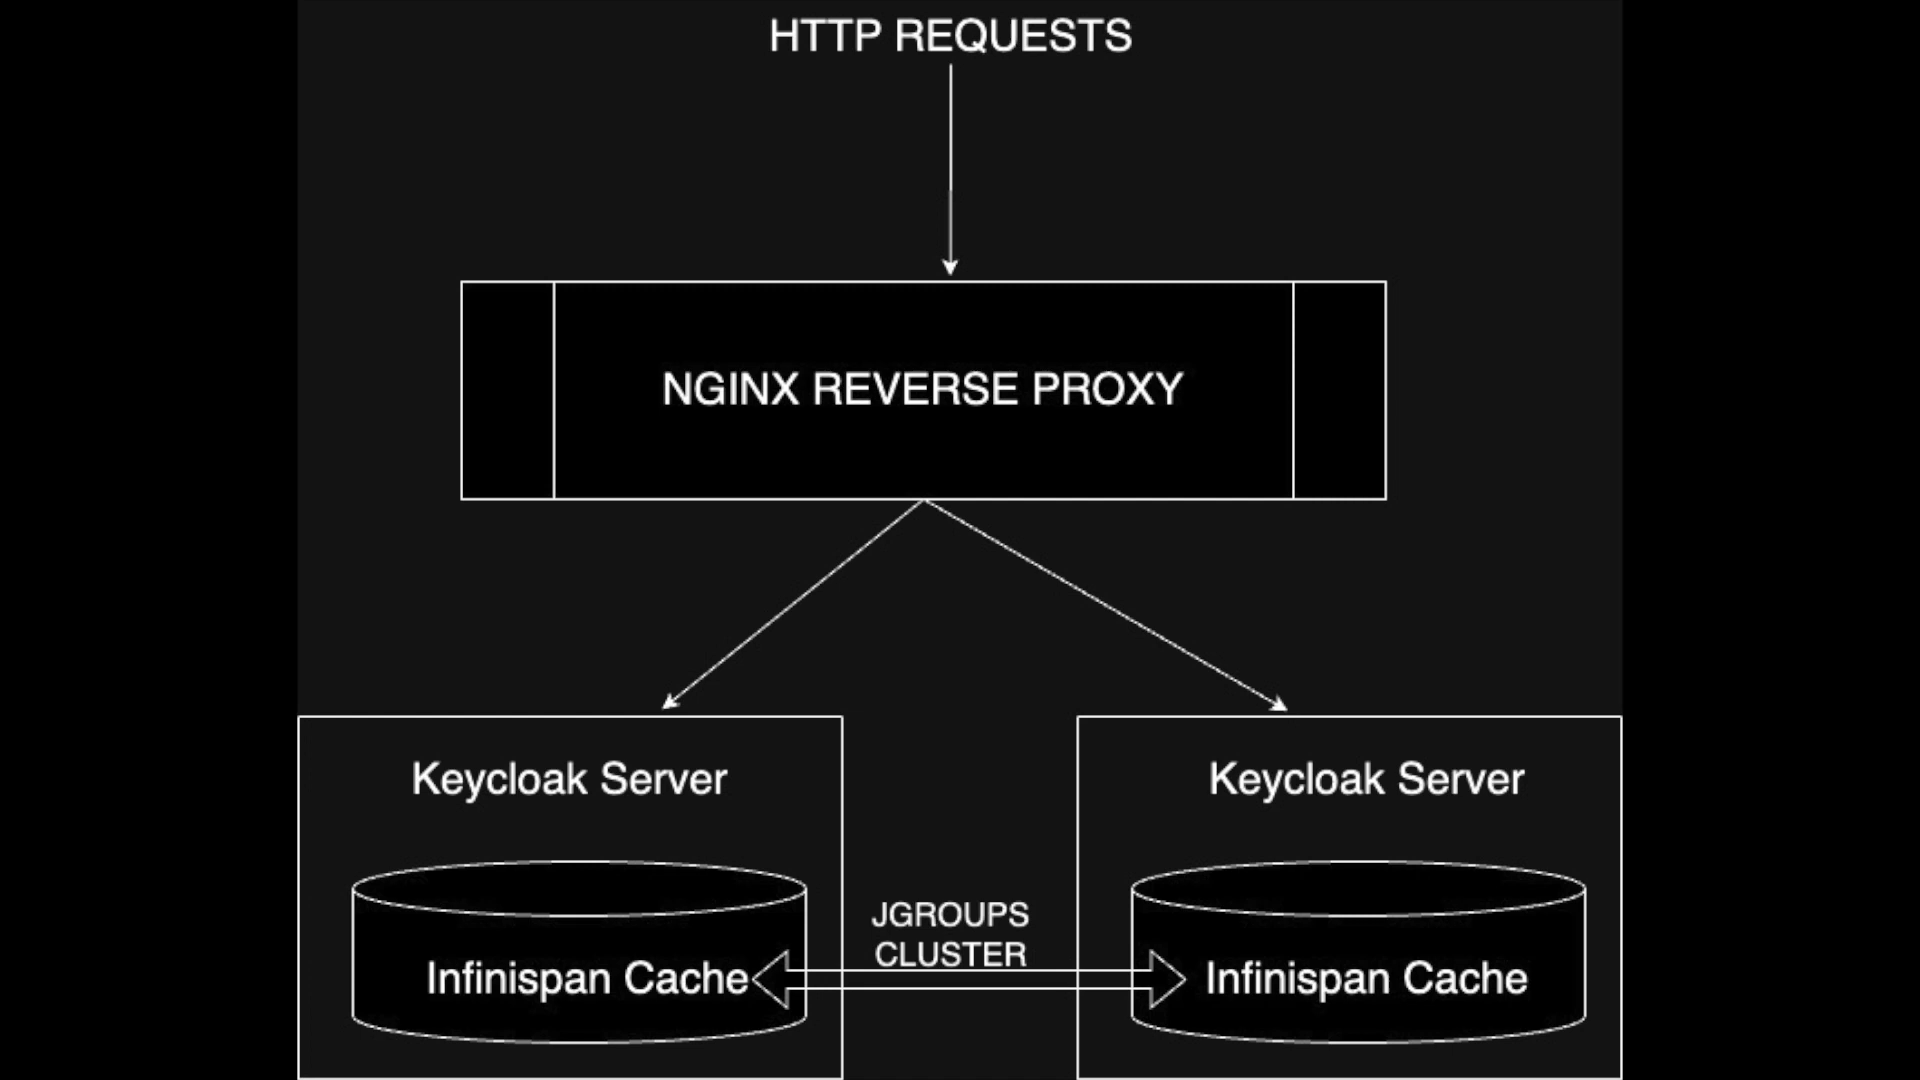 HTTP REQUESTS
NGINX REVERSE PROXY
Keycloak Server
Keycloak Server
JGROUPS
CLUSTER
Infinispan Cache
Infinispan Cache